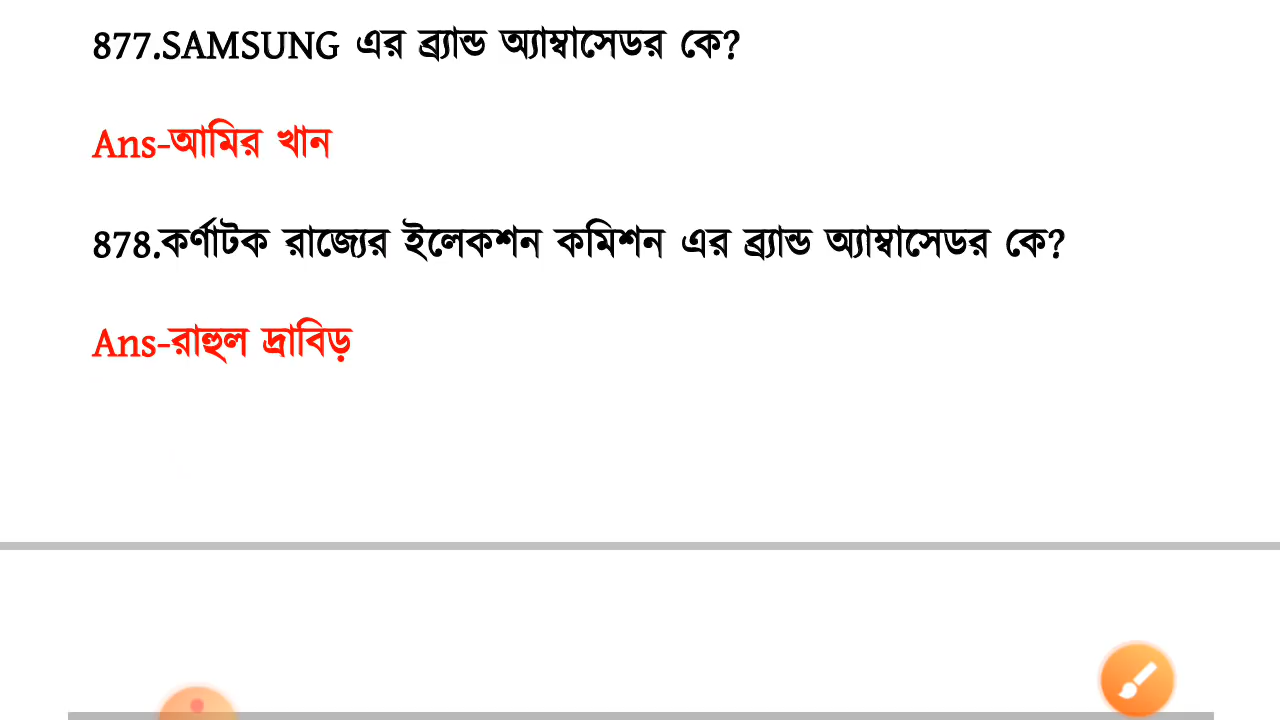 877.SAMSUNG এর ব্র্যান্ড অ্যাম্বাসেডর কে?
Ans-আমির খান
878.কর্ণাটক রাজ্যের ইলেকশন কমিশন এর ব্র্যান্ড অ্যাম্বাসেডর কে?
Ans-রাহুল দ্রাবিড়